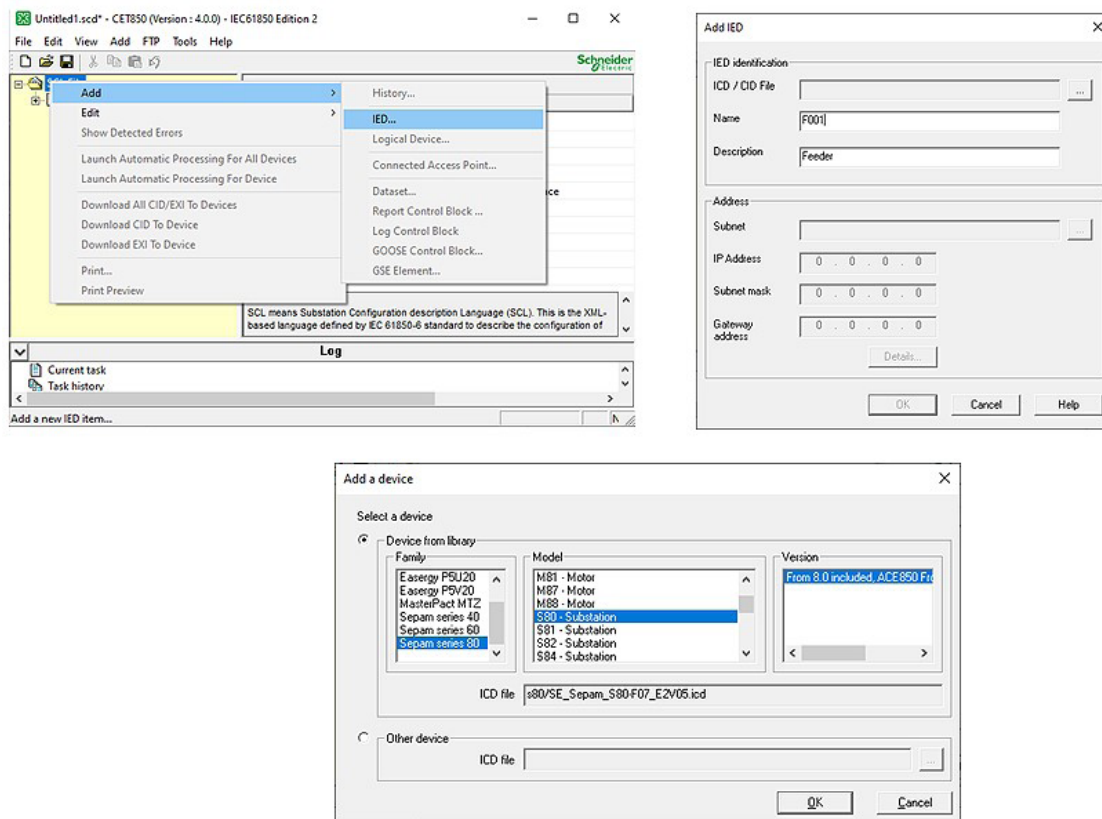 Untitled1.scd* - CET850 (Version : 4.0.0) - IEC61850 Edition 2
File Edit View Add FTP Tools Help
Schneider
Electric
Add
Edit
Show Detected Errors
Launch Automatic Processing For All Devices
Launch Automatic Processing For Device
Download All CID/EXI To Devices
Download CID To Device
Download EXI To Device
Print...
Print Preview
History...
IED...
Logical Device...
Connected Access Point...
Dataset...
Report Control Block ...
Log Control Block
GOOSE Control Block...
GSE Element...
SCL means Substation Configuration description Language (SCL). This is the XML-
based language defined by IEC 61850-6 standard to describe the configuration of
Log
Current task
Task history
Add a new IED item...
Add IED
IED identification
ICD / CID File ...
Name F001
Description Feeder
Address
Subnet ...
IP Address 0 . 0 . 0 . 0
Subnet mask 0 . 0 . 0 . 0
Gateway
address 0 . 0 . 0 . 0
Details...
OK Cancel Help
Add a device
Select a device
Device from library
Family
Easergy P5U20
Easergy P5V20
MasterPact MTZ
Sepam series 40
Sepam series 60
Sepam series 80
Model
M81 - Motor
M87 - Motor
M88 - Motor
S80 - Substation
S81 - Substation
S82 - Substation
S84 - Substation
Version
From 8.0 included, ACE850 Fro
ICD file s80/SE_Sepam_S80-F07_E2V05.icd
Other device
ICD file ...
OK Cancel